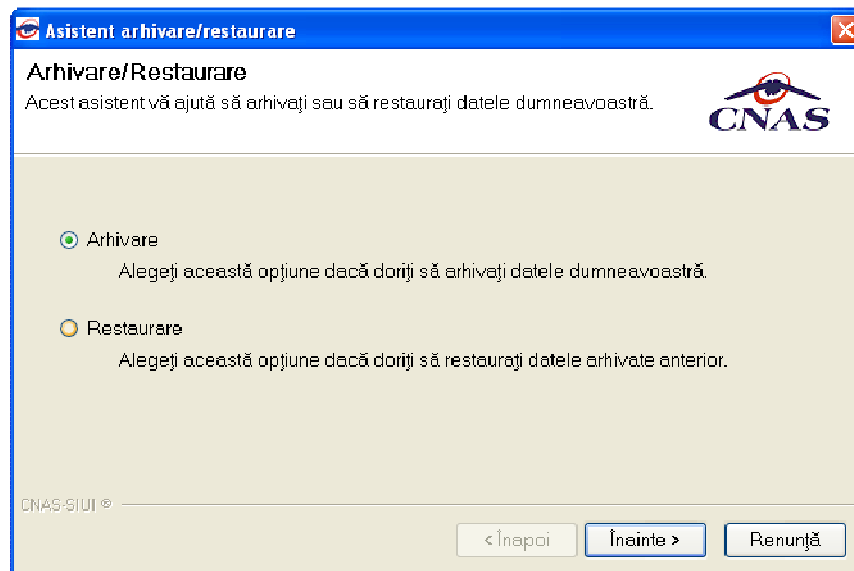 Asistent arhivare/restaurare
Arhivare/Restaurare
Acest asistent vă ajută să arhivaţi sau să restauraţi datele dumneavoastră.
CNAS
Arhivare
Alegeţi această opţiune dacă doriţi să arhivaţi datele dumneavoastră.
Restaurare
Alegeţi această opţiune dacă doriţi să restauraţi datele arhivate anterior.
CNAS-SIUI ®
< Înapoi
Înainte >
Renunţă